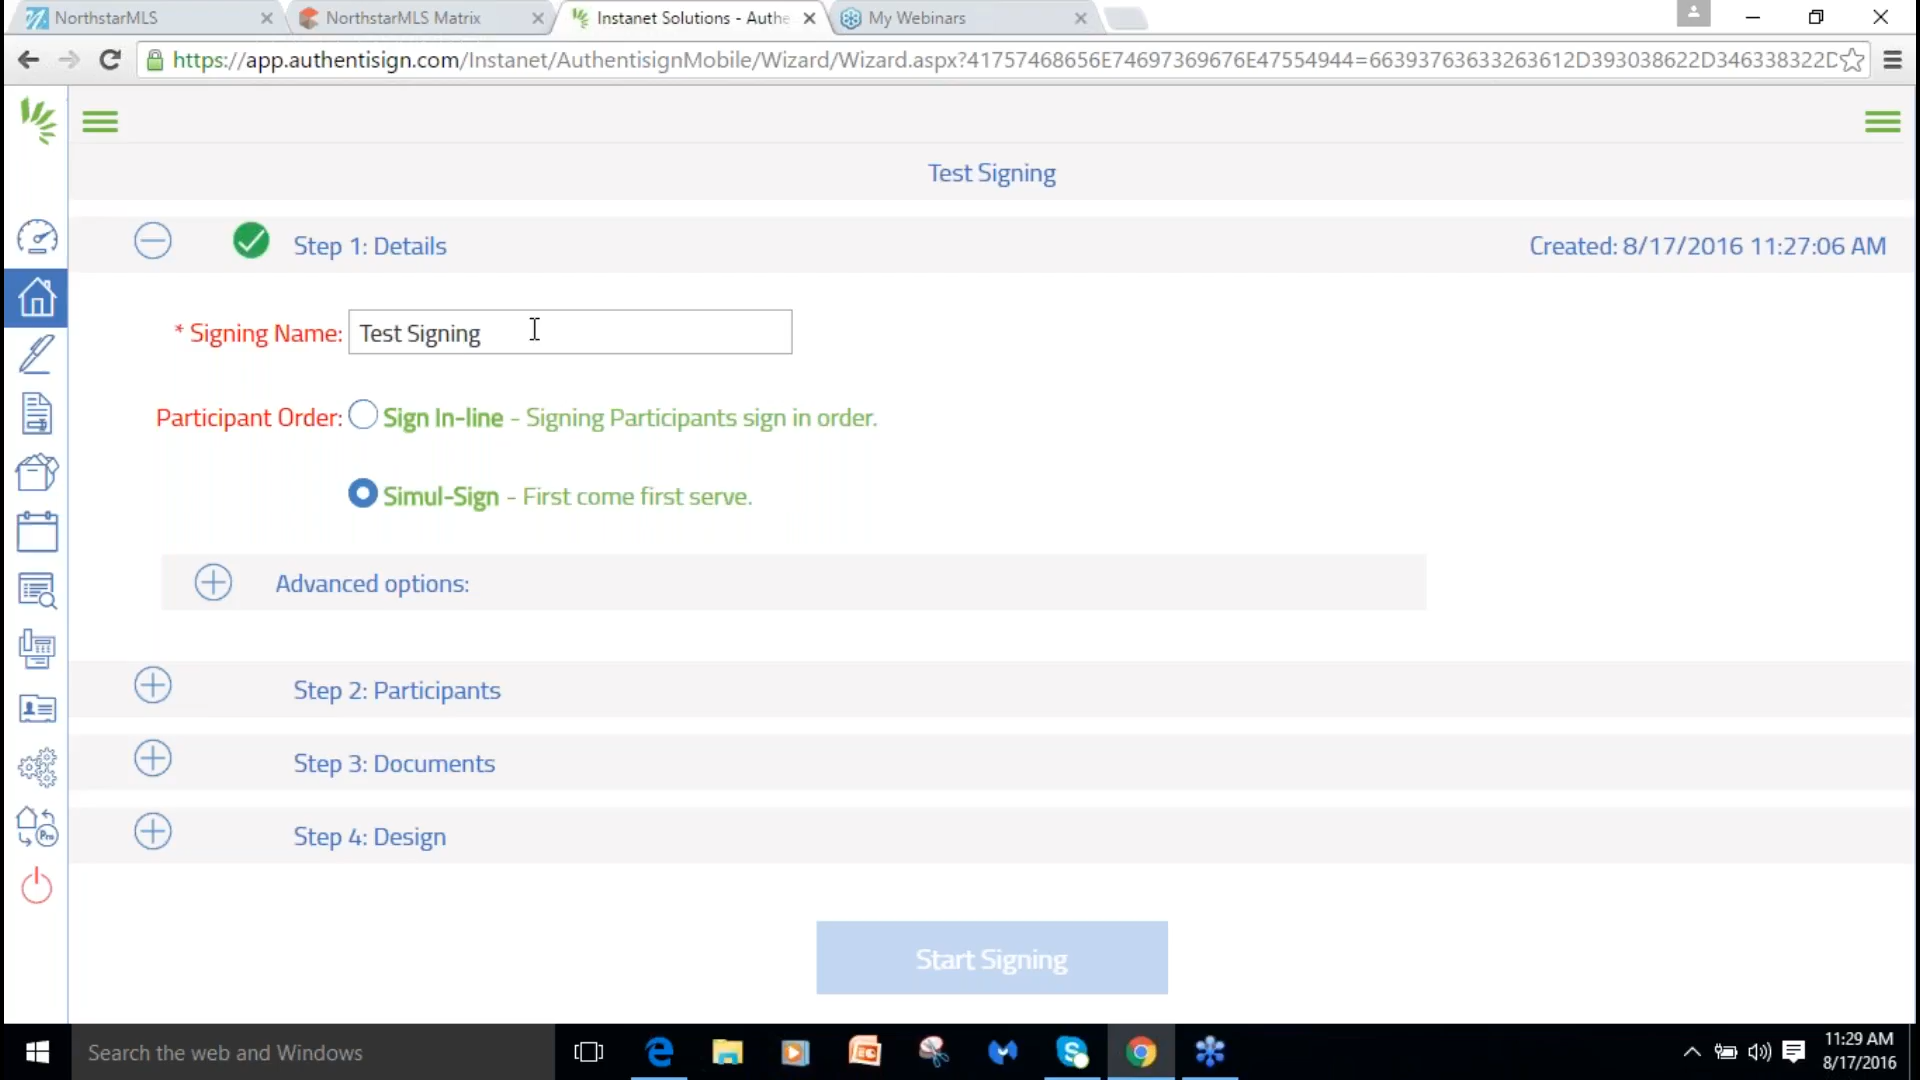 NorthstarMLS
NorthstarMLS Matrix
Instanet Solutions - Authe
My Webinars
https://app.authentisign.com/Instanet/AuthentisignMobile/Wizard/Wizard.aspx?41757468656E74697369676E47554944=66393763633263612D393038622D346338322D
Test Signing
Step 1: Details
Created: 8/17/2016 11:27:06 AM
* Signing Name: Test Signing
Participant Order: Sign In-line - Signing Participants sign in order.
Simul-Sign - First come first serve.
Advanced options:
Step 2: Participants
Step 3: Documents
Step 4: Design
Pro
Start Signing
Search the web and Windows
11:29 AM
8/17/2016